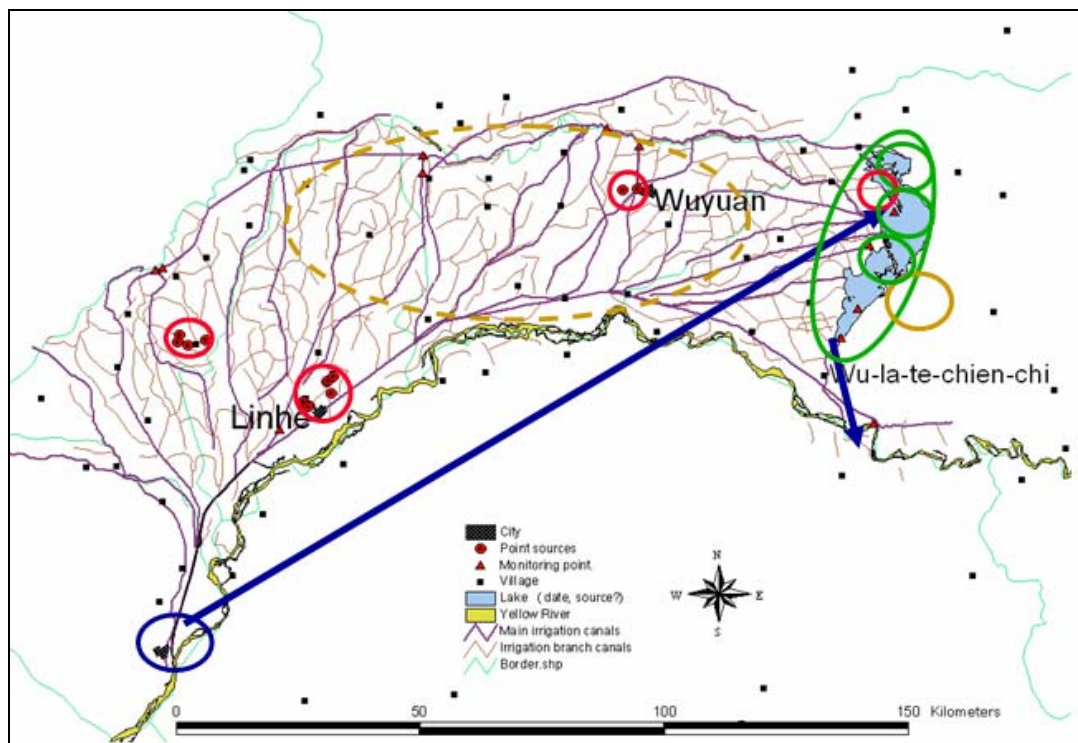 Wuyuan
Wu-la-te-chien-chi
Linhe
City
Point sources
Monitoring point
Village
Lake (date, source?)
Yellow River
Main irrigation canals
Irrigation branch canals
Border.shp
N
W E
S
0 50 100 150 Kilometers